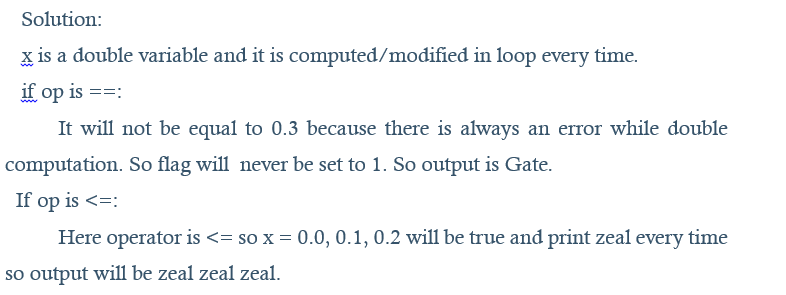 Solution:
x is a double variable and it is computed/modified in loop every time.
if op is ==:
It will not be equal to 0.3 because there is always an error while double
computation. So flag will never be set to 1. So output is Gate.
If op is <=:
Here operator is <= so x = 0.0, 0.1, 0.2 will be true and print zeal every time
so output will be zeal zeal zeal.